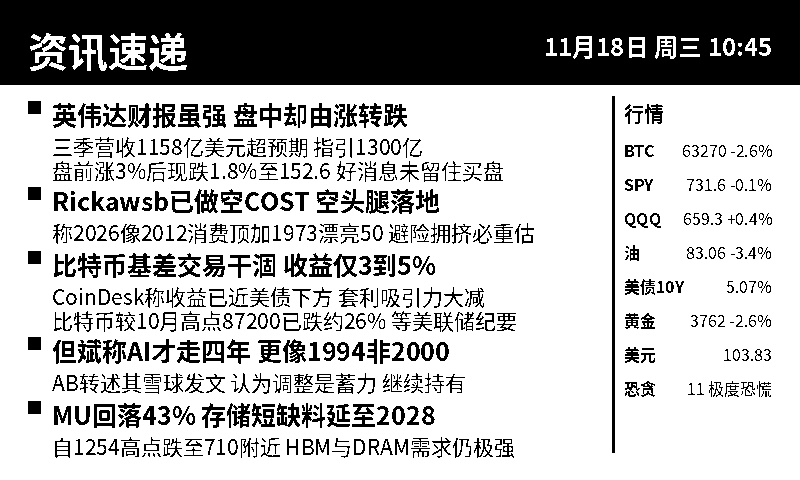 资讯速递
11月18日 周三 10:45
英伟达财报虽强 盘中却由涨转跌
三季营收1158亿美元超预期 指引1300亿
盘前涨3%后现跌1.8%至152.6 好消息未留住买盘
Rickawsb已做空COST 空头腿落地
称2026像2012消费顶加1973漂亮50 避险拥挤必重估
比特币基差交易干涸 收益仅3到5%
CoinDesk称收益已近美债下方 套利吸引力大减
比特币较10月高点87200已跌约26% 等美联储纪要
但斌称AI才走四年 更像1994非2000
AB转述其雪球发文 认为调整是蓄力 继续持有
MU回落43% 存储短缺料延至2028
自1254高点跌至710附近 HBM与DRAM需求仍极强
行情
BTC 63270 -2.6%
SPY 731.6 -0.1%
QQQ 659.3 +0.4%
油 83.06 -3.4%
美债10Y 5.07%
黄金 3762 -2.6%
美元 103.83
恐贪 11 极度恐慌